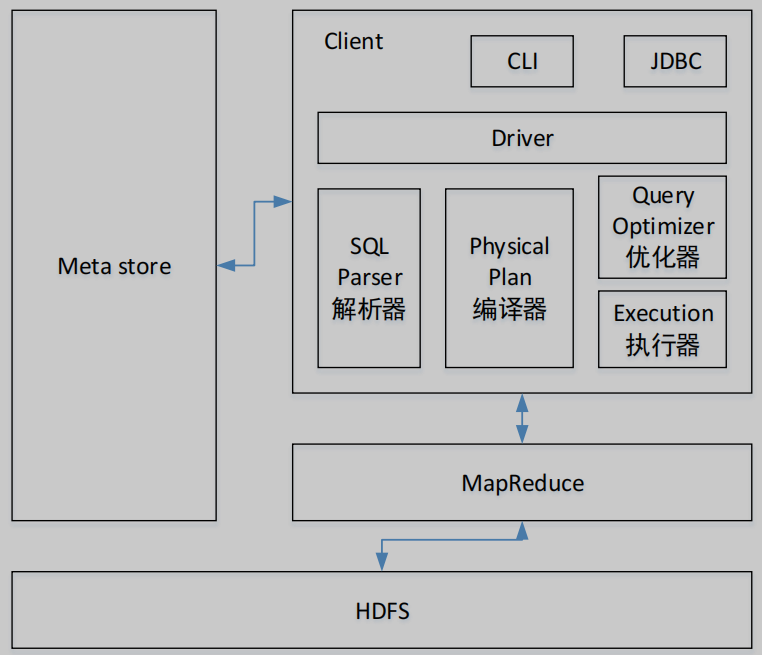 Client
CLI
JDBC
Driver
Meta store
SQL
Parser
解析器
Physical
Plan
编译器
Query
Optimizer
优化器
Execution
执行器
MapReduce
HDFS